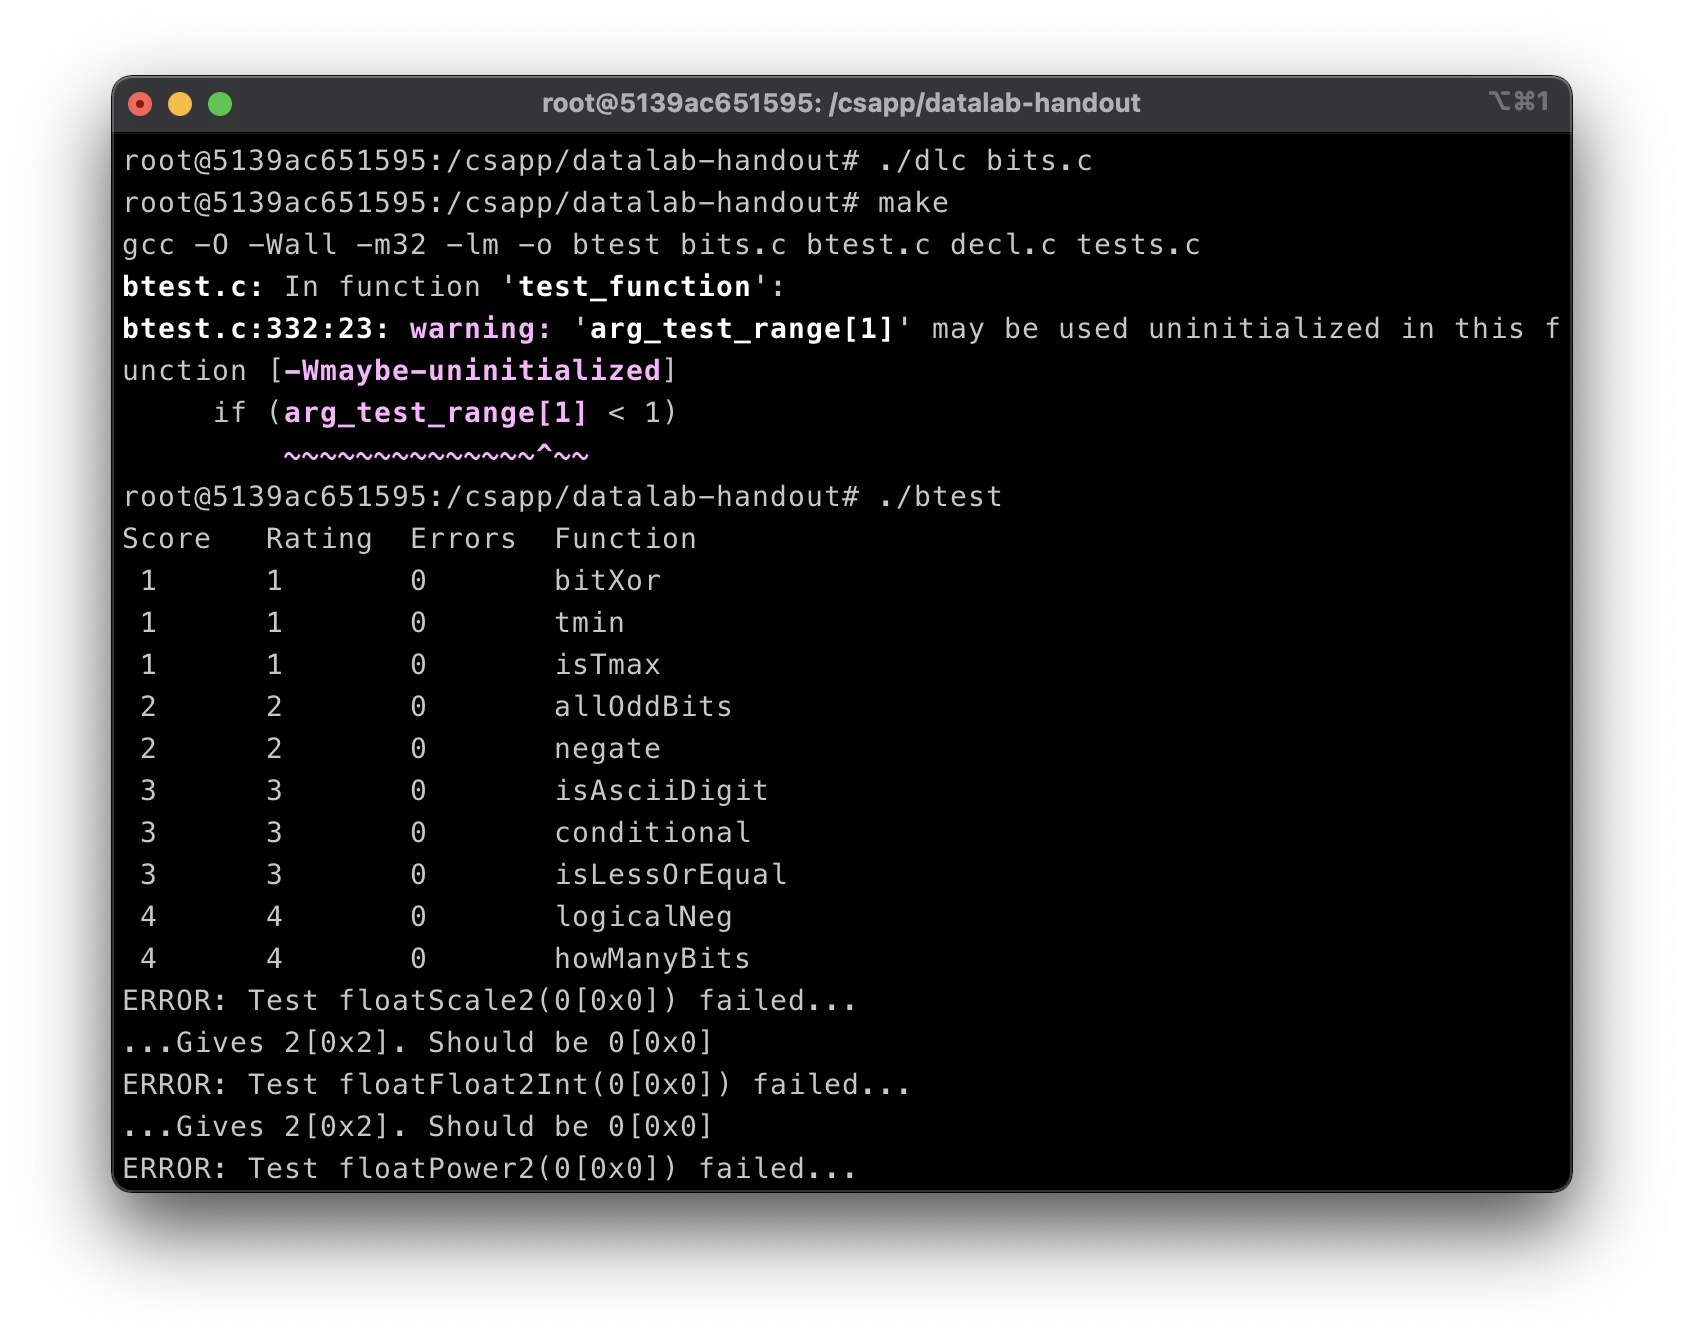 root@5139ac651595: /csapp/datalab-handout
⌥⌘1
root@5139ac651595:/csapp/datalab-handout# ./dlc bits.c
root@5139ac651595:/csapp/datalab-handout# make
gcc -O -Wall -m32 -lm -o btest bits.c btest.c decl.c tests.c
btest.c: In function 'test_function':
btest.c:332:23: warning: 'arg_test_range[1]' may be used uninitialized in this f
unction [-Wmaybe-uninitialized]
     if (arg_test_range[1] < 1)
         ~~~~~~~~~~~~~~^~~
root@5139ac651595:/csapp/datalab-handout# ./btest
Score   Rating  Errors  Function
 1      1       0       bitXor
 1      1       0       tmin
 1      1       0       isTmax
 2      2       0       allOddBits
 2      2       0       negate
 3      3       0       isAsciiDigit
 3      3       0       conditional
 3      3       0       isLessOrEqual
 4      4       0       logicalNeg
 4      4       0       howManyBits
ERROR: Test floatScale2(0[0x0]) failed...
...Gives 2[0x2]. Should be 0[0x0]
ERROR: Test floatFloat2Int(0[0x0]) failed...
...Gives 2[0x2]. Should be 0[0x0]
ERROR: Test floatPower2(0[0x0]) failed...